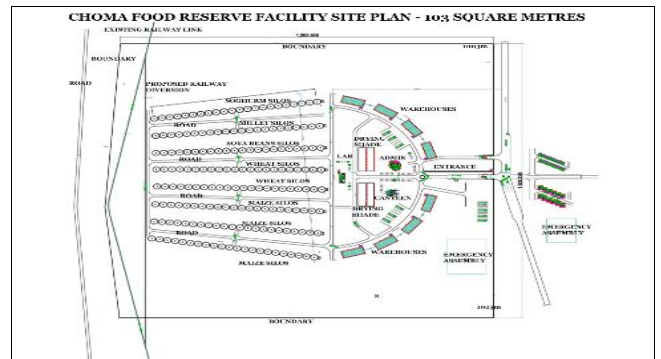 CHOMA FOOD RESERVE FACILITY SITE PLAN - 103 SQUARE METRES
EXISTING RAILWAY LINE
BOUNDARY
BOUNDARY
ROAD
PROPOSED RAILWAY
DIVERSION
SOGHURM SILOS
WAREHOUSES
ROAD
MILLET SILOS
SOYA BEANS SILOS
DRYING
SHADE
ROAD
WHEAT SILOS
LAB
ADMIN
ENTRANCE
WHEAT SILOS
ROAD
MAIZE SILOS
CANTEEN
DRYING
SHADE
MAIZE SILOS
ROAD
WAREHOUSES
MAIZE SILOS
EMERGENCY
ASSEMBLY
EMERGENCY
ASSEMBLY
BOUNDARY